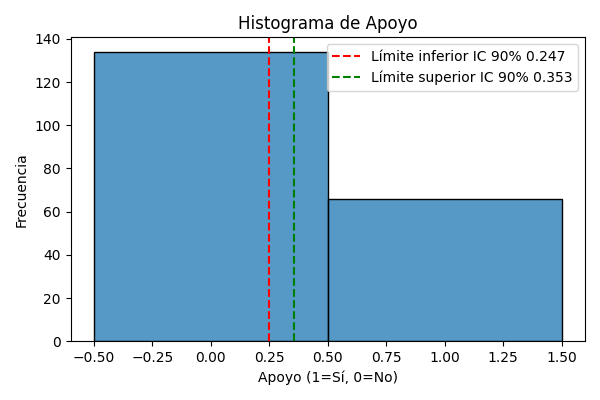 Histograma de Apoyo
Límite inferior IC 90% 0.247
Límite superior IC 90% 0.353
Frecuencia
140
120
100
80
60
40
20
0
−0.50 −0.25 0.00 0.25 0.50 0.75 1.00 1.25 1.50
Apoyo (1=Sí, 0=No)